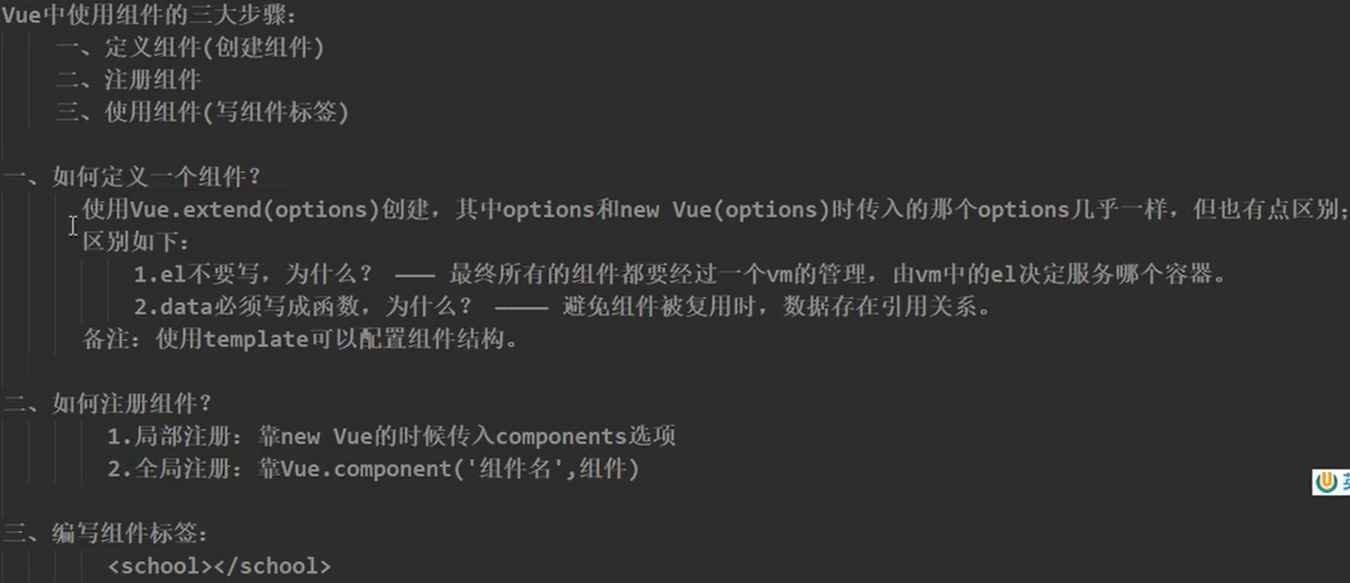 Vue中使用组件的三大步骤：
一、定义组件(创建组件)
二、注册组件
三、使用组件(写组件标签)
一、如何定义一个组件？
使用Vue.extend(options)创建，其中options和new Vue(options)时传入的那个options几乎一样，但也有点区别；
区别如下：
1.el不要写，为什么？ ——— 最终所有的组件都要经过一个vm的管理，由vm中的el决定服务哪个容器。
2.data必须写成函数，为什么？ ———— 避免组件被复用时，数据存在引用关系。
备注：使用template可以配置组件结构。
二、如何注册组件？
1.局部注册：靠new Vue的时候传入components选项
2.全局注册：靠Vue.component('组件名',组件)
英
三、编写组件标签：
<school></school>